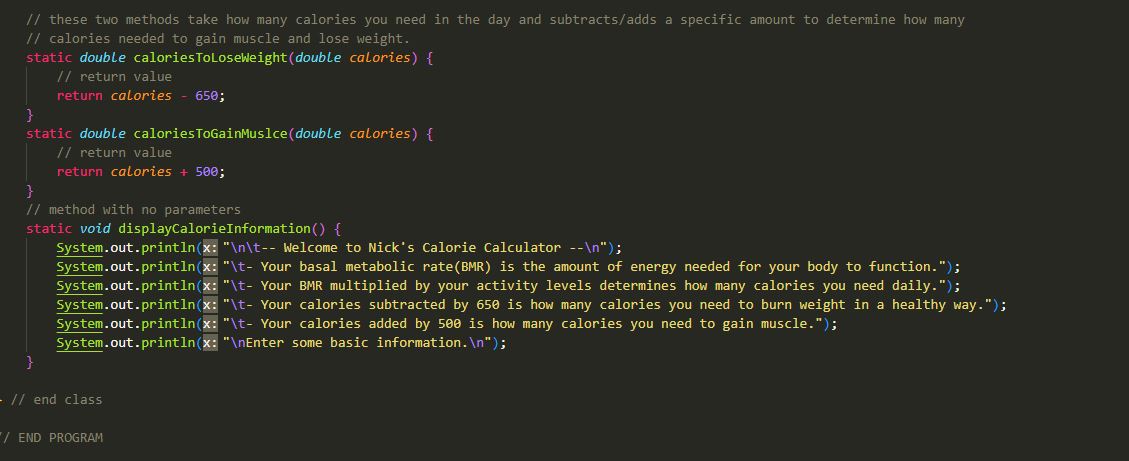 // these two methods take how many calories you need in the day and subtracts/adds a specific amount to determine how many
// calories needed to gain muscle and lose weight.
static double caloriesToLoseWeight(double calories) {
// return value
return calories - 650;
}
static double caloriesToGainMuslce(double calories) {
// return value
return calories + 500;
}
// method with no parameters
static void displayCalorieInformation() {
System.out.println(x: "\n\t-- Welcome to Nick's Calorie Calculator --\n");
System.out.println(x: "\t- Your basal metabolic rate(BMR) is the amount of energy needed for your body to function.");
System.out.println(x: "\t- Your BMR multiplied by your activity levels determines how many calories you need daily.");
System.out.println(x: "\t- Your calories subtracted by 650 is how many calories you need to burn weight in a healthy way.");
System.out.println(x: "\t- Your calories added by 500 is how many calories you need to gain muscle.");
System.out.println(x: "\nEnter some basic information.\n");
}
// end class
// END PROGRAM